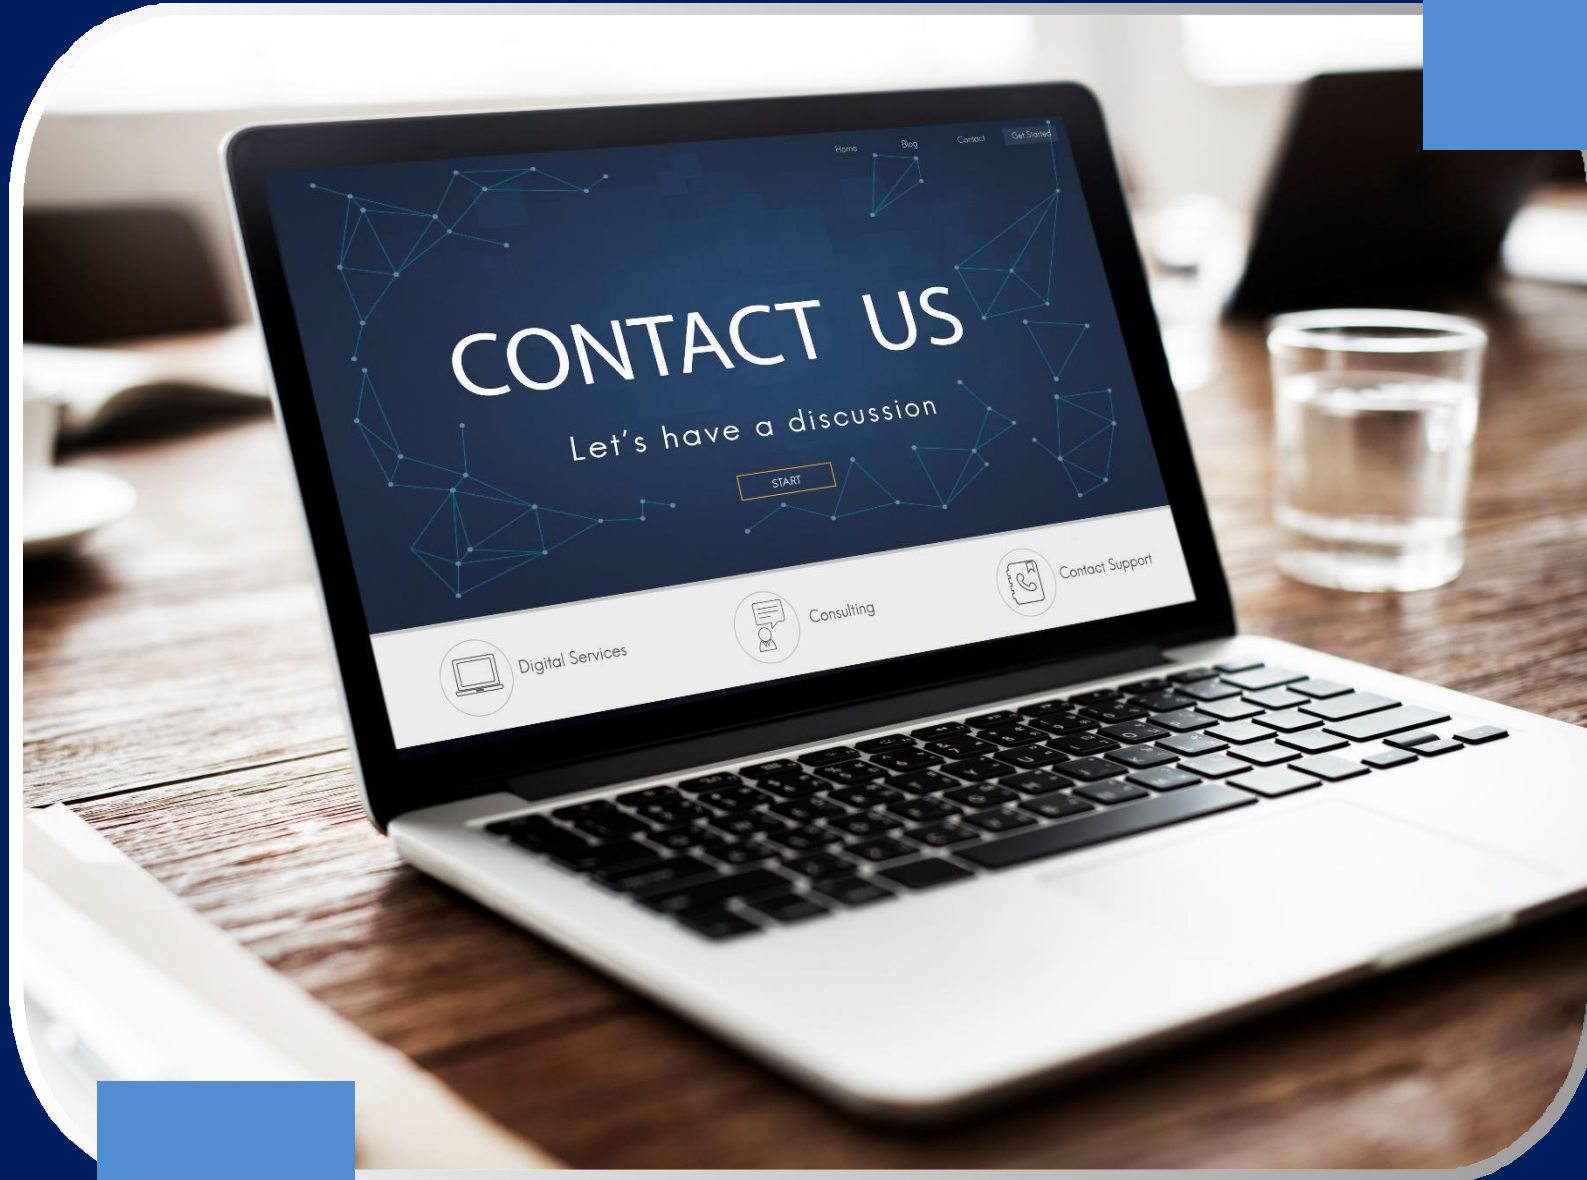 Home Blog Contact Get Started
CONTACT US
Let's have a discussion
START
Digital Services
Consulting
Contact Support